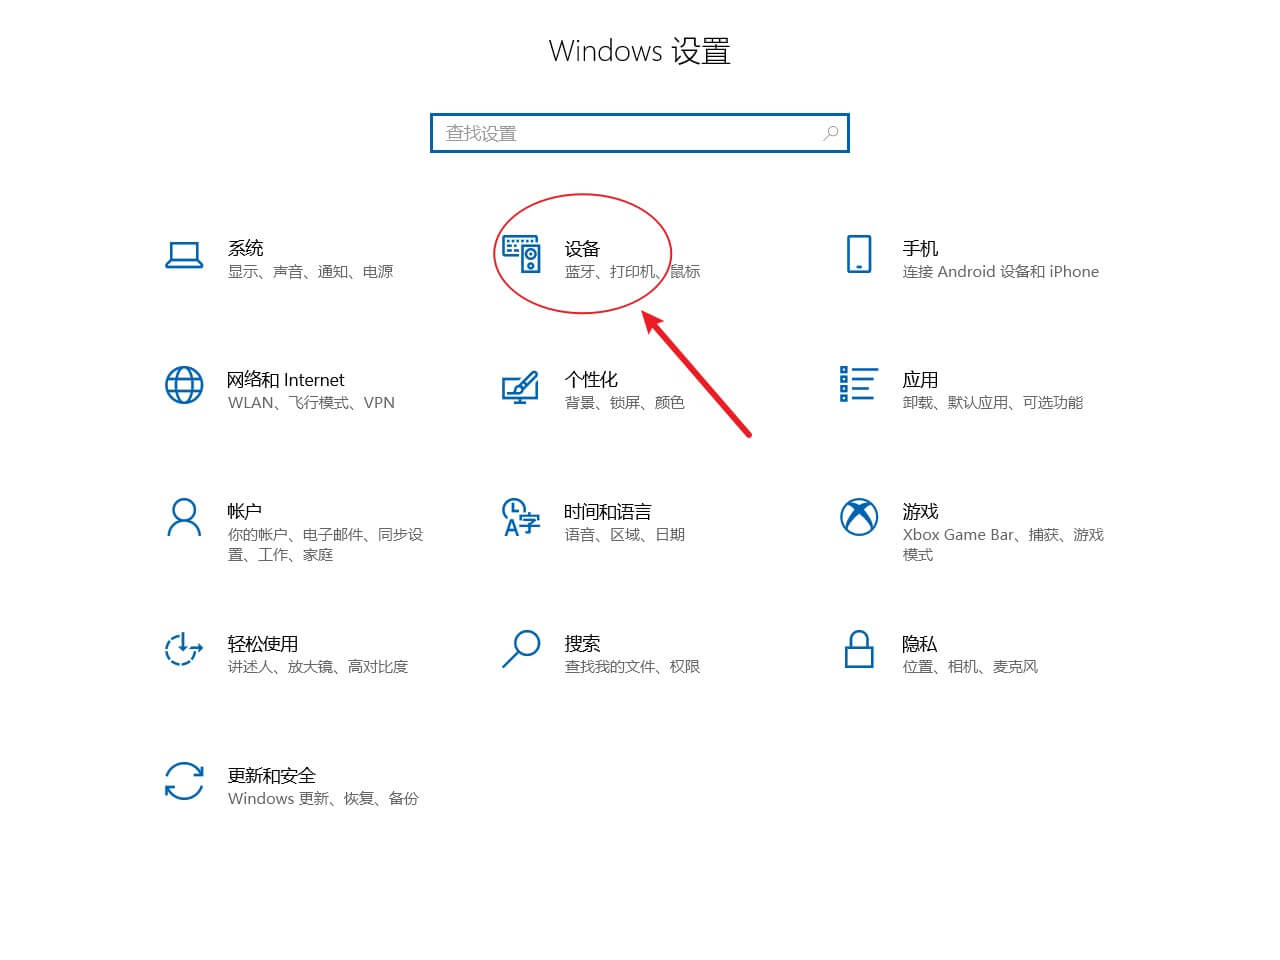 Windows 设置
查找设置
系统
显示、声音、通知、电源
设备
蓝牙、打印机、鼠标
手机
连接 Android 设备和 iPhone
网络和 Internet
WLAN、飞行模式、VPN
个性化
背景、锁屏、颜色
应用
卸载、默认应用、可选功能
帐户
你的帐户、电子邮件、同步设
置、工作、家庭
时间和语言
语音、区域、日期
游戏
Xbox Game Bar、捕获、游戏
模式
轻松使用
讲述人、放大镜、高对比度
搜索
查找我的文件、权限
隐私
位置、相机、麦克风
更新和安全
Windows 更新、恢复、备份